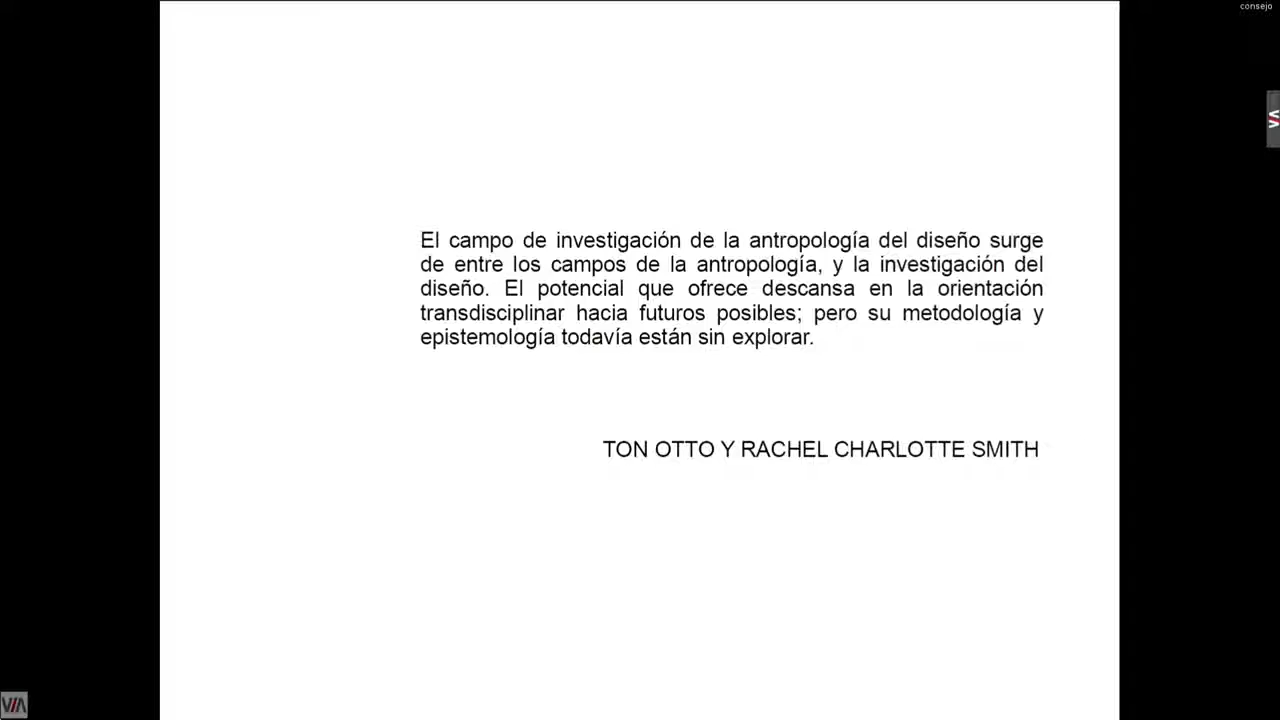 consejo
El campo de investigación de la antropología del diseño surge
de entre los campos de la antropología, y la investigación del
diseño. El potencial que ofrece descansa en la orientación
transdisciplinar hacia futuros posibles; pero su metodología y
epistemología todavía están sin explorar.
TON OTTO Y RACHEL CHARLOTTE SMITH
VIA